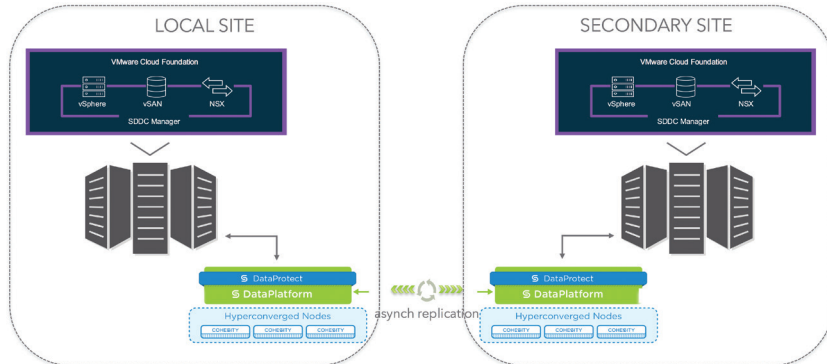 LOCAL SITE
VMware Cloud Foundation
vSphere
vSAN
NSX
SDDC Manager
DataProtect
DataPlatform
Hyperconverged Nodes
COHESITY
COHESITY
COHESITY
asynch replication
SECONDARY SITE
VMware Cloud Foundation
vSphere
vSAN
NSX
SDDC Manager
DataProtect
DataPlatform
Hyperconverged Nodes
COHESITY
COHESITY
COHESITY